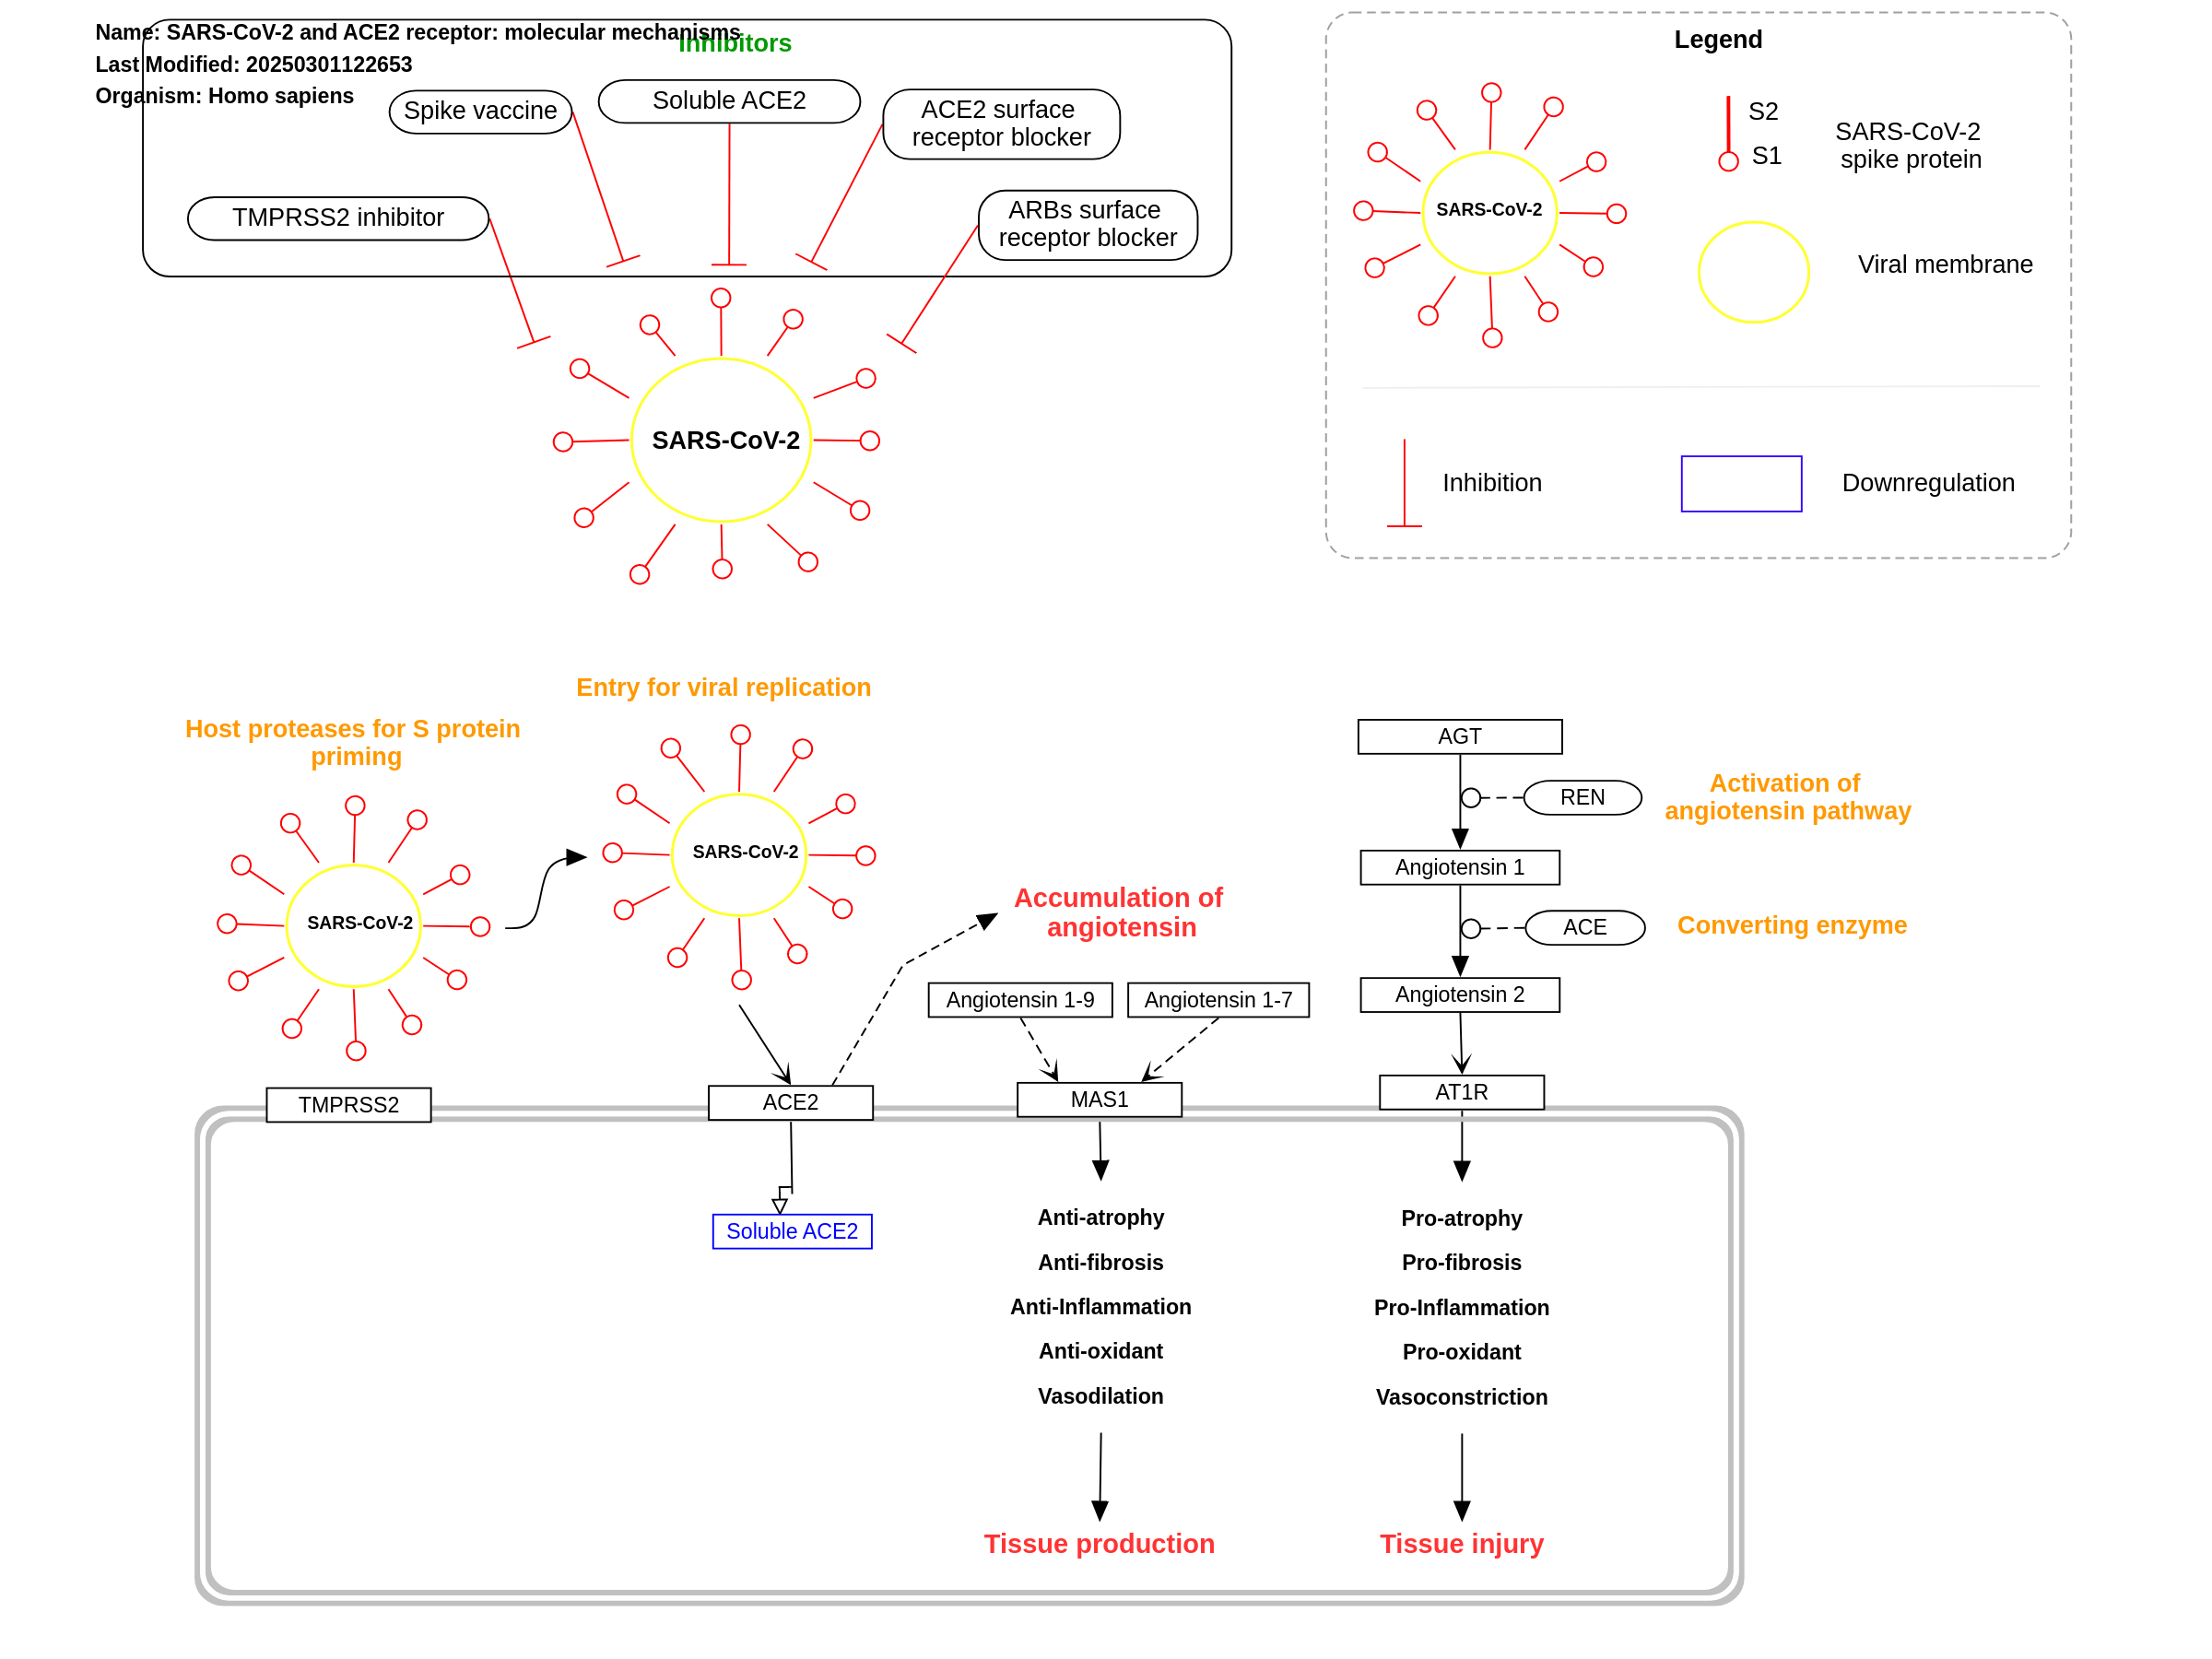 Name: SARS-CoV-2 and ACE2 receptor: molecular mechanisms
Last Modified: 20250301122653
Organism: Homo sapiens
Inhibitors
Spike vaccine
Soluble ACE2
ACE2 surface
receptor blocker
TMPRSS2 inhibitor
ARBs surface
receptor blocker
SARS-CoV-2
Legend
SARS-CoV-2
S2
S1
SARS-CoV-2
spike protein
Viral membrane
Inhibition
Downregulation
Entry for viral replication
Host proteases for S protein
priming
SARS-CoV-2
SARS-CoV-2
AGT
REN
Activation of
angiotensin pathway
Angiotensin 1
ACE
Converting enzyme
Angiotensin 2
Accumulation of
angiotensin
Angiotensin 1-9
Angiotensin 1-7
TMPRSS2
ACE2
MAS1
AT1R
Soluble ACE2
Anti-atrophy
Anti-fibrosis
Anti-Inflammation
Anti-oxidant
Vasodilation
Tissue production
Pro-atrophy
Pro-fibrosis
Pro-Inflammation
Pro-oxidant
Vasoconstriction
Tissue injury